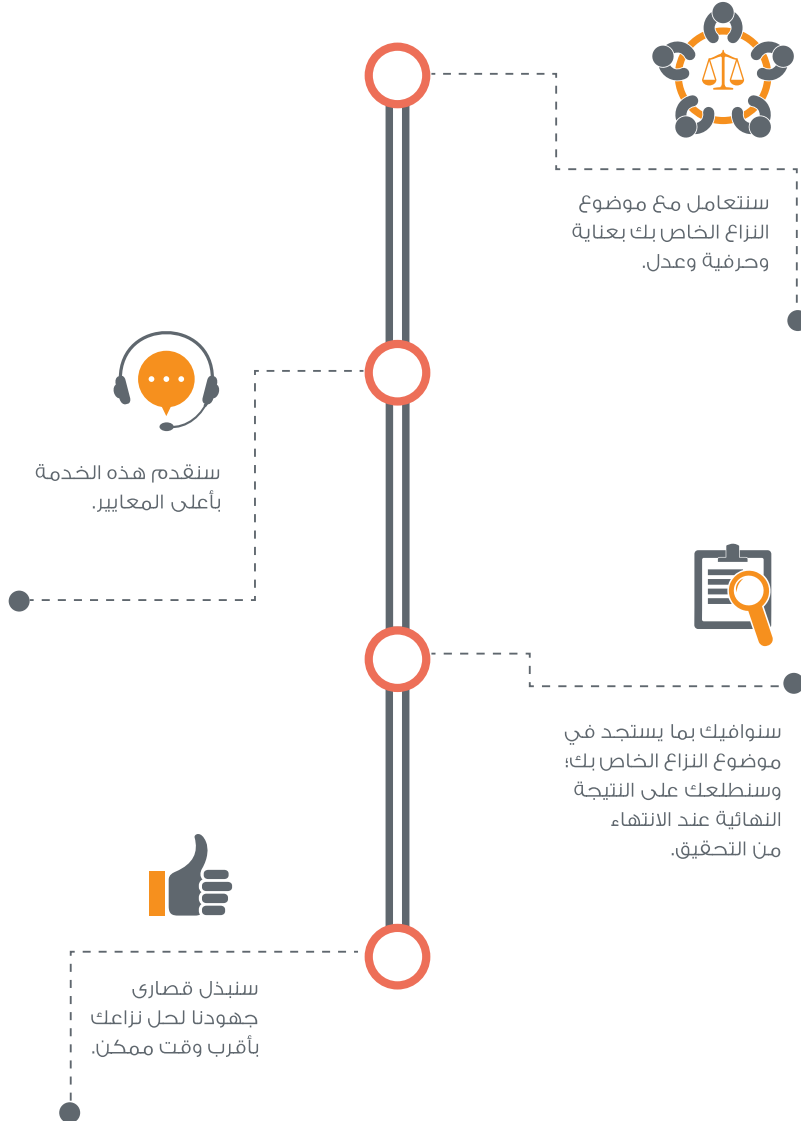 سنتعامل مع موضوع
النزاع الخاص بك بعناية
وحرفية وعدل.
سنقدم هذه الخدمة
بأعلى المعايير.
سنوافيك بما يستجد في
موضوع النزاع الخاص بك؛
وسنطلعك على النتيجة
النهائية عند الانتهاء
من التحقيق.
سنبذل قصارى
جهودنا لحل نزاعك
بأقرب وقت ممكن.